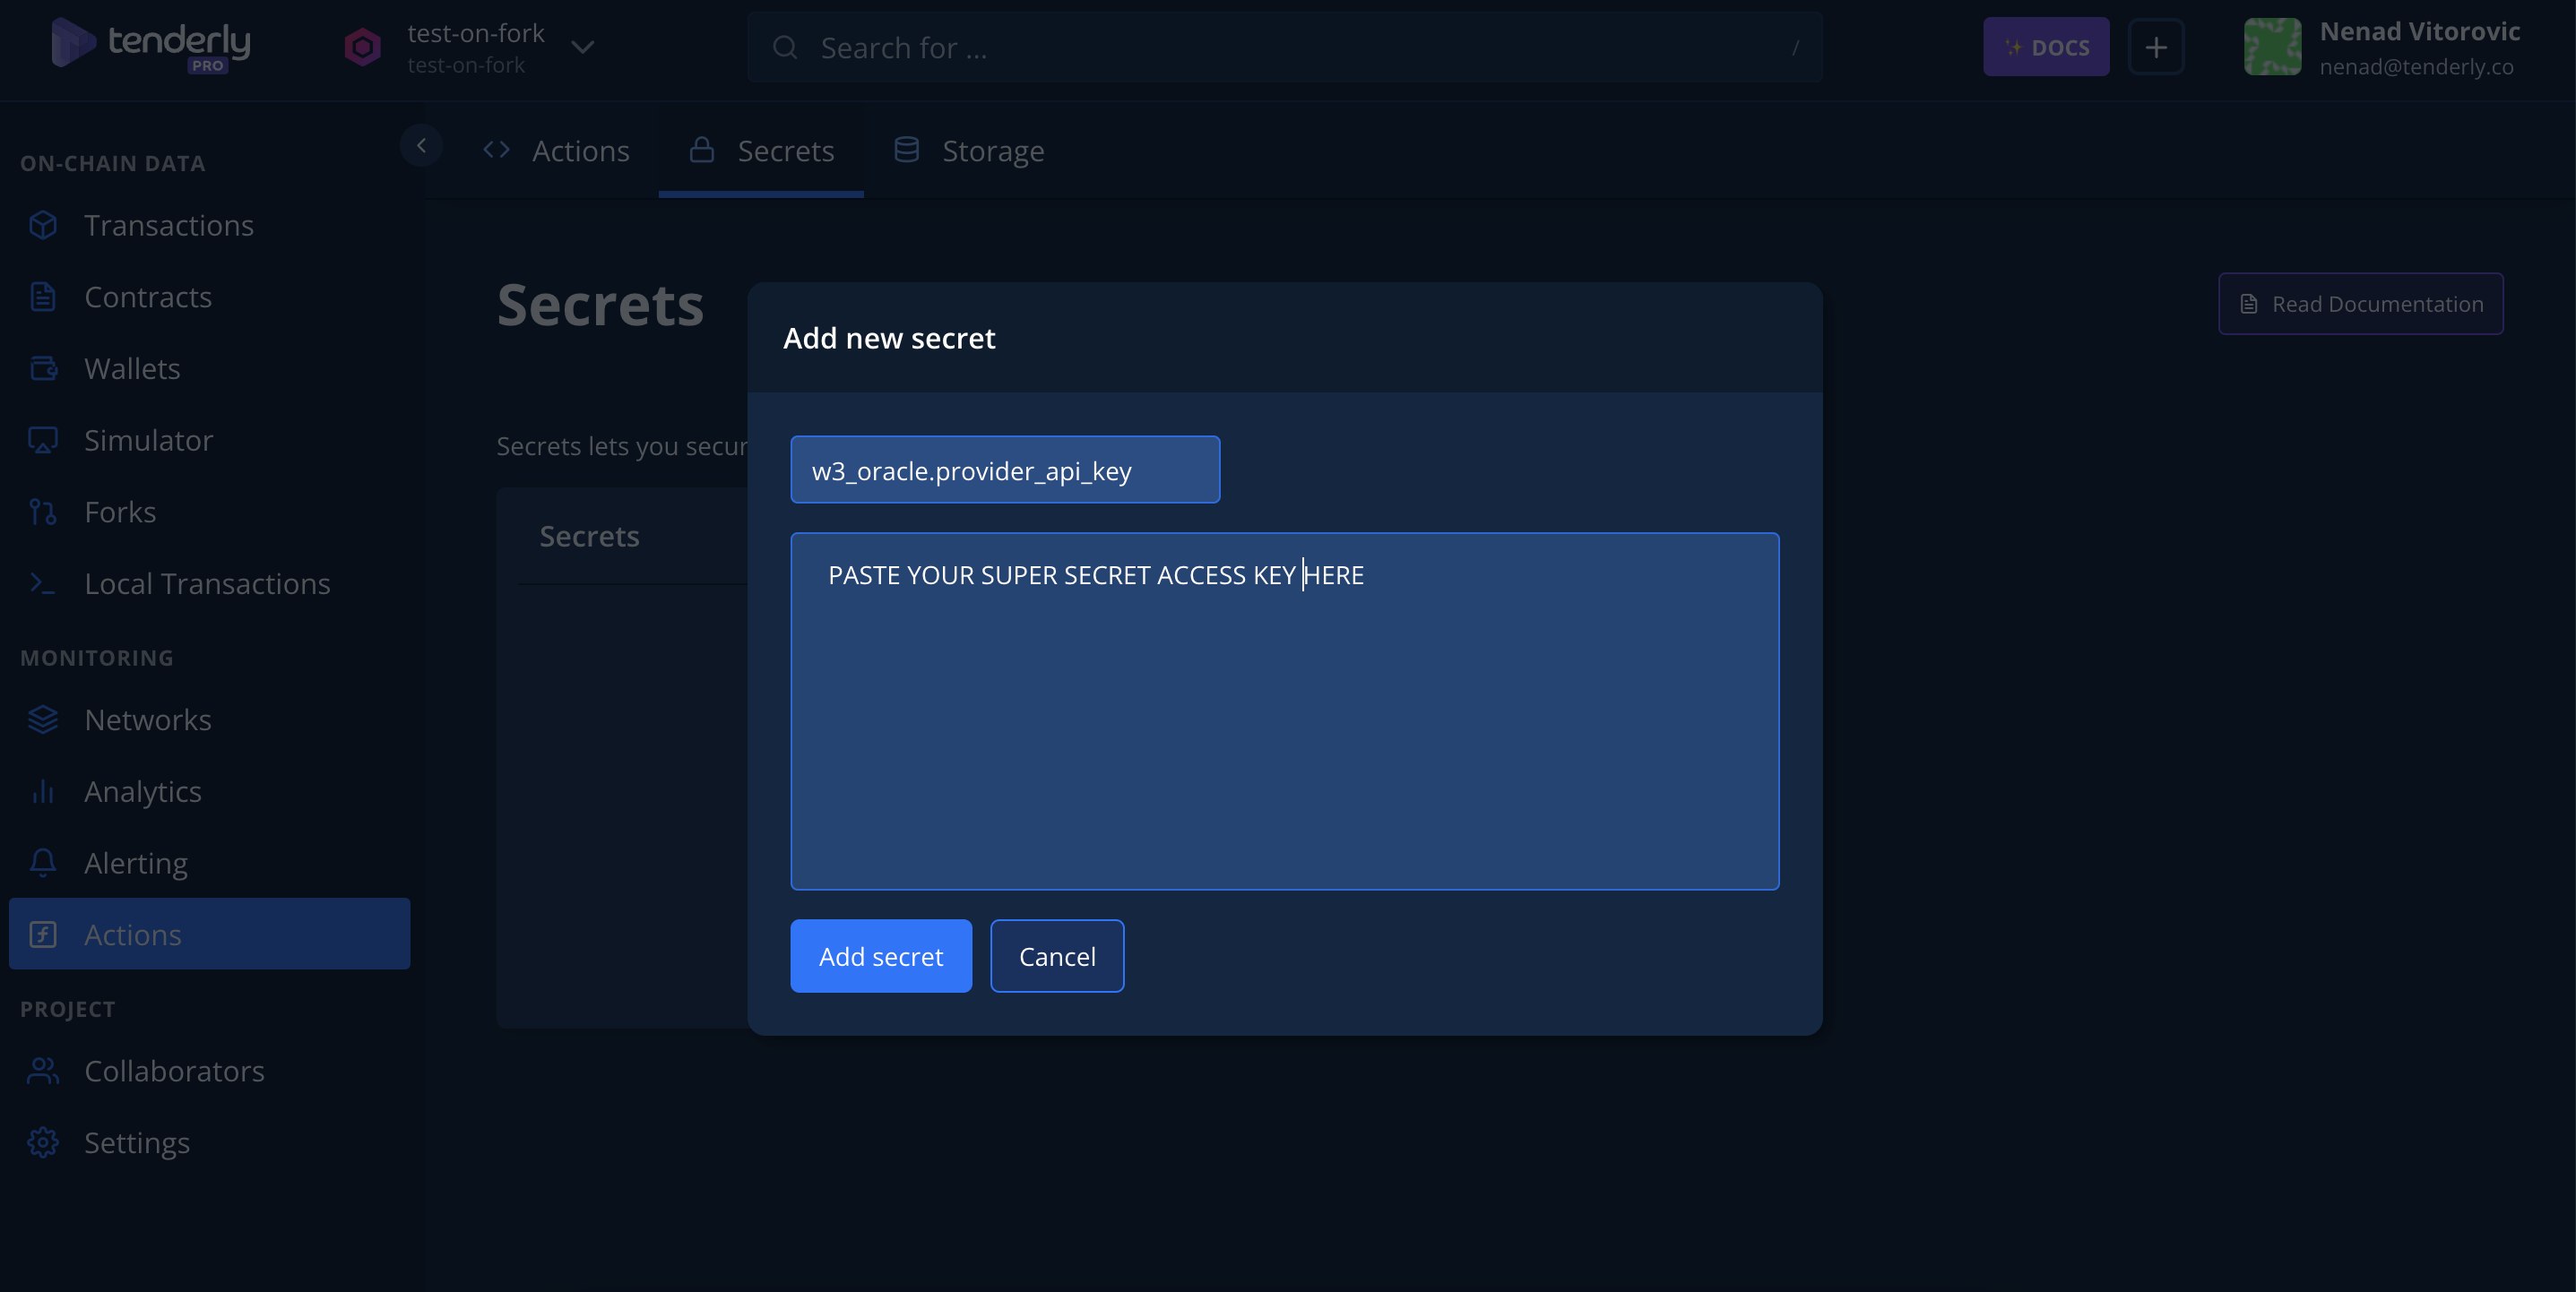 tenderly
PRO
test-on-fork
test-on-fork
Search for ...
/
DOCS
Nenad Vitorovic
nenad@tenderly.co
ON-CHAIN DATA
Transactions
Contracts
Wallets
Simulator
Forks
Local Transactions
MONITORING
Networks
Analytics
Alerting
Actions
PROJECT
Collaborators
Settings
Actions
Secrets
Storage
Secrets
Read Documentation
Secrets lets you secur
Secrets
Add new secret
w3_oracle.provider_api_key
PASTE YOUR SUPER SECRET ACCESS KEY HERE
Add secret
Cancel